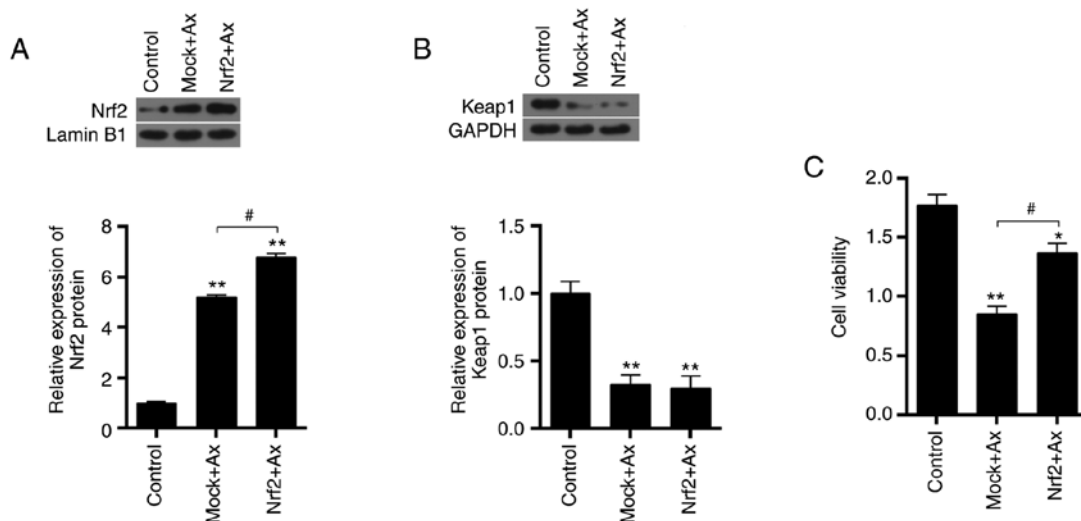 A
Control
Mock+Ax
Nrf2+Ax
Nrf2
Lamin B1
Relative expression of
Nrf2 protein
8
6
4
2
0
**
#
**
Control
Mock+Ax
Nrf2+Ax
B
Control
Mock+Ax
Nrf2+Ax
Keap1
GAPDH
Relative expression of
Keap1 protein
1.5
1.0
0.5
0.0
**
**
Control
Mock+Ax
Nrf2+Ax
C
Cell viability
2.0
1.5
1.0
0.5
0.0
**
#
*
Control
Mock+Ax
Nrf2+Ax